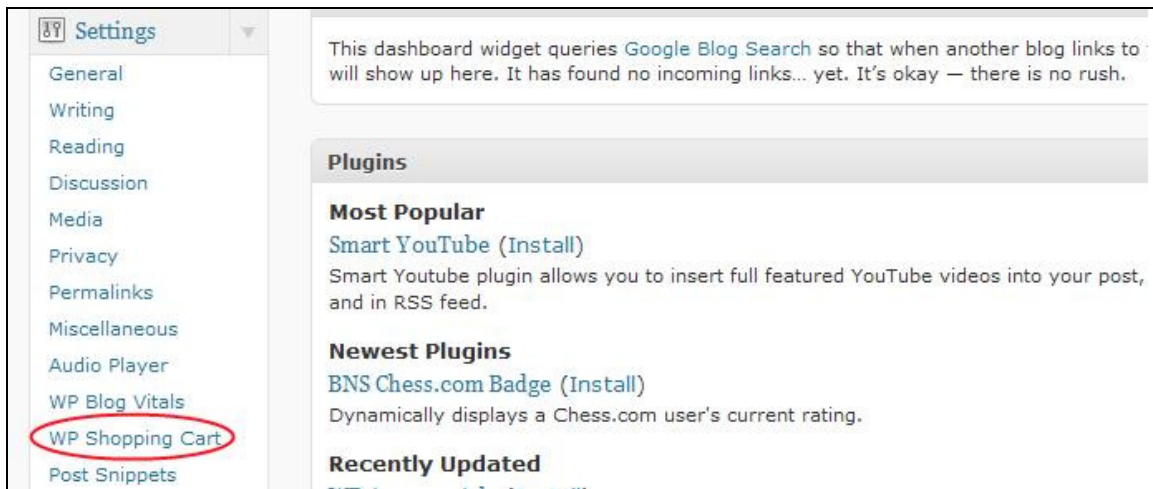 Settings
General
Writing
Reading
Discussion
Media
Privacy
Permalinks
Miscellaneous
Audio Player
WP Blog Vitals
WP Shopping Cart
Post Snippets
This dashboard widget queries Google Blog Search so that when another blog links to
will show up here. It has found no incoming links… yet. It’s okay — there is no rush.
Plugins
Most Popular
Smart YouTube (Install)
Smart Youtube plugin allows you to insert full featured YouTube videos into your post,
and in RSS feed.
Newest Plugins
BNS Chess.com Badge (Install)
Dynamically displays a Chess.com user's current rating.
Recently Updated